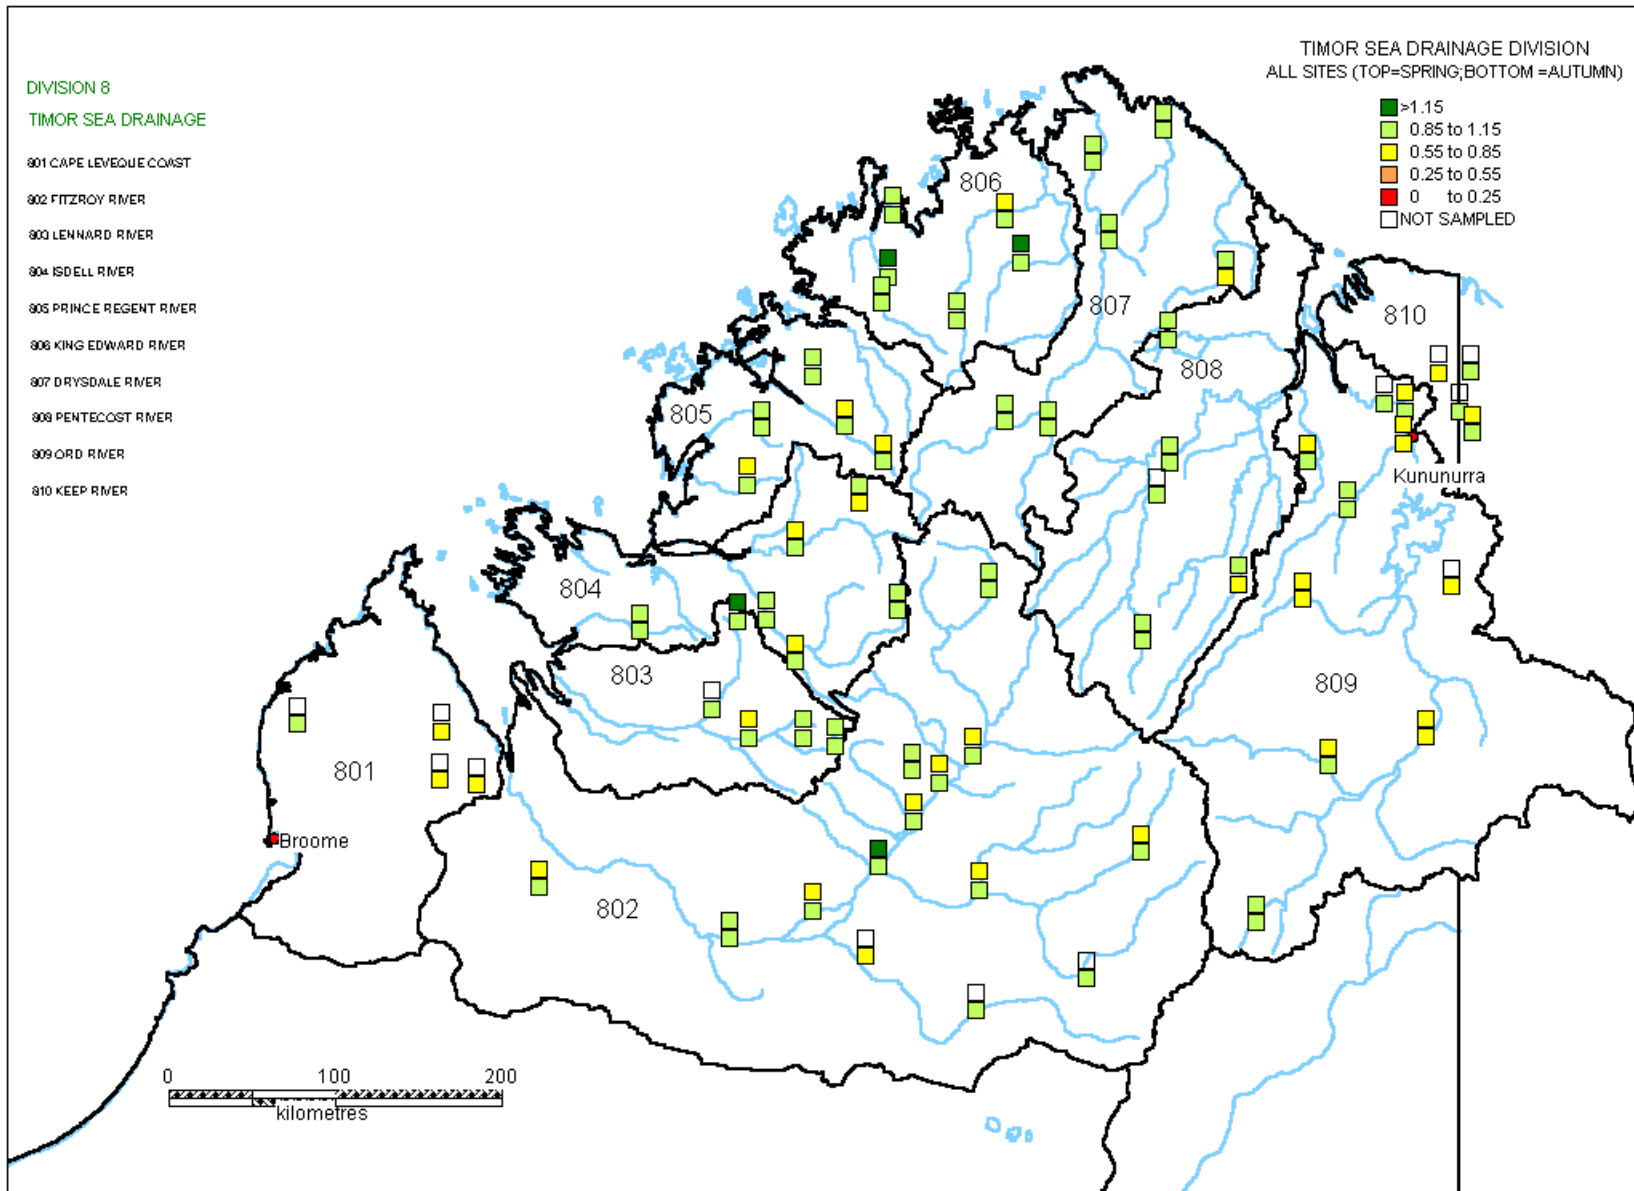 TIMOR SEA DRAINAGE DIVISION
ALL SITES (TOP=SPRING;BOTTOM =AUTUMN)
>1.15
0.85 to 1.15
0.55 to 0.85
0.25 to 0.55
0 to 0.25
NOT SAMPLED
DIVISION 8
TIMOR SEA DRAINAGE
801 CAPE LEVEQUE COAST
802 FITZROY RIVER
803 LENNARD RIVER
804 ISDELL RIVER
805 PRINCE REGENT RIVER
806 KING EDWARD RIVER
807 DRYSDALE RIVER
808 PENTECOST RIVER
809 ORD RIVER
810 KEEP RIVER
806
807
810
808
805
Kununurra
804
803
809
801
Broome
802
0 100 200
kilometres